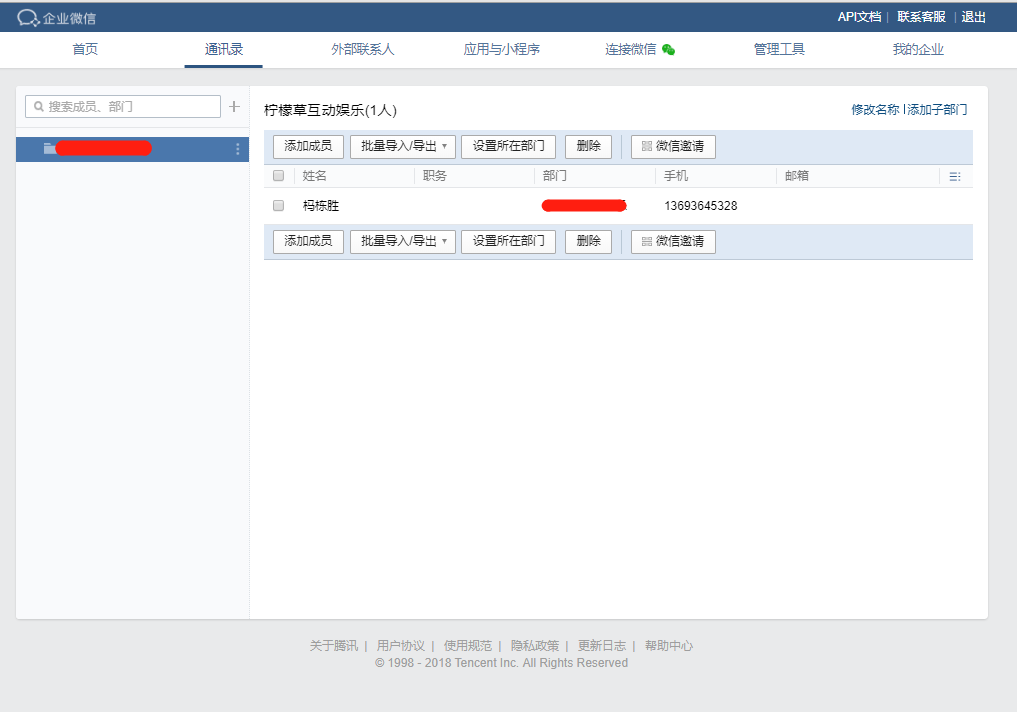 企业微信 API文档 | 联系客服 | 退出
首页 通讯录 外部联系人 应用与小程序 连接微信 管理工具 我的企业
搜索成员、部门 +
柠檬草互动娱乐(1人) 修改名称 | 添加子部门
添加成员 批量导入/导出 ▾ 设置所在部门 删除 微信邀请
姓名 职务 部门 手机 邮箱
杩栋胜 13693645328
添加成员 批量导入/导出 ▾ 设置所在部门 删除 微信邀请
关于腾讯 | 用户协议 | 使用规范 | 隐私政策 | 更新日志 | 帮助中心
© 1998 - 2018 Tencent Inc. All Rights Reserved